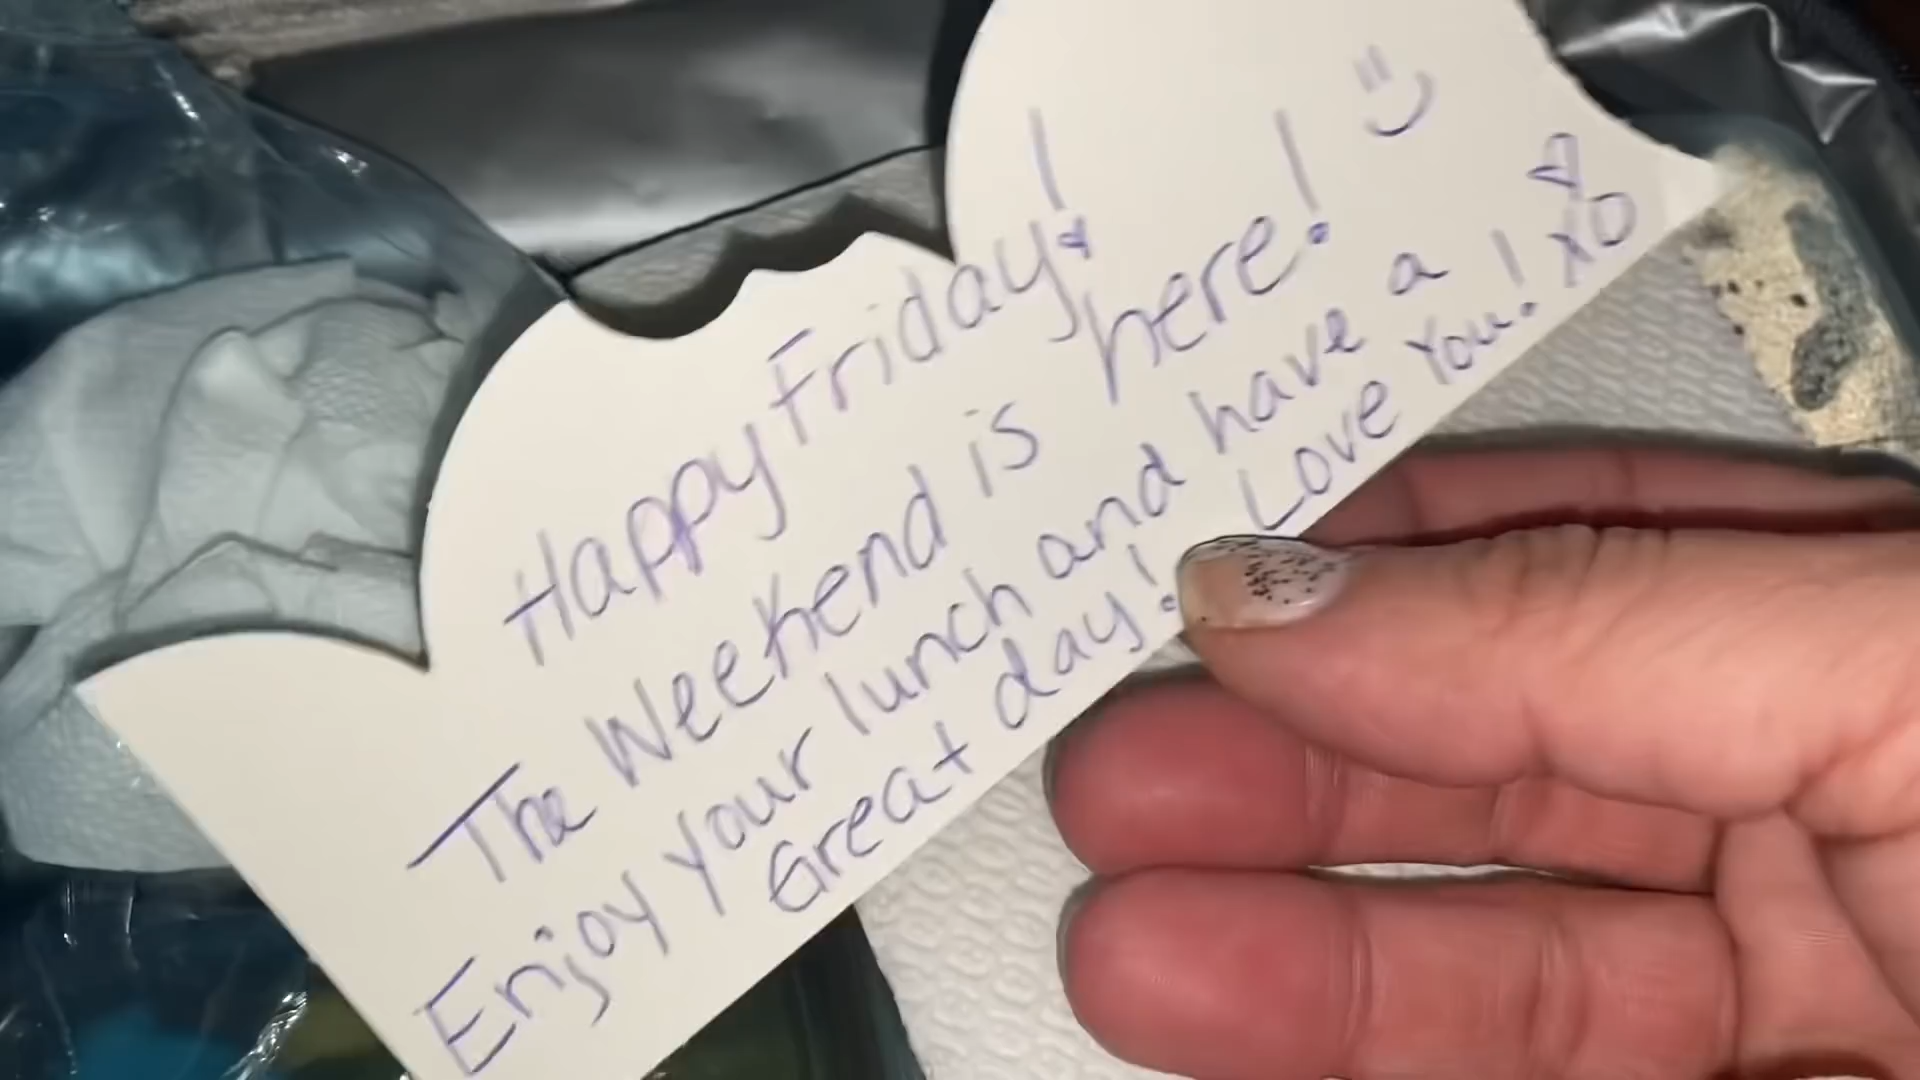 Happy Friday!
The Weekend is here!
Enjoy your lunch and have a
Great day! Love You! XO